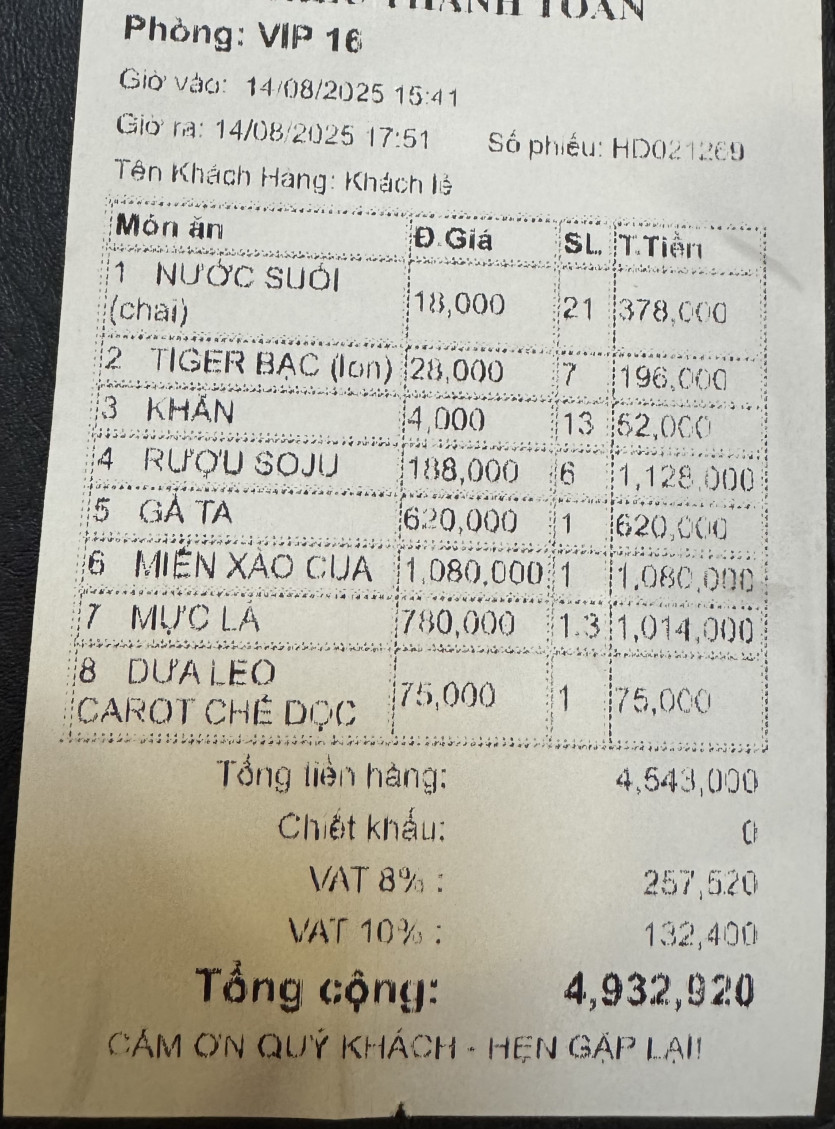 THANH TOÁN
Phòng: VIP 16
Giờ vào: 14/08/2025 15:41
Giờ ra: 14/08/2025 17:51 Số phiếu: HD021269
Tên Khách Hàng: Khách lẻ
Món ăn Đ.Giá SL. T.Tiền
1 NƯỚC SUỐI
(chai) 18,000 21 378,000
2 TIGER BẠC (lon) 28,000 7 196,000
3 KHĂN 4,000 13 52,000
4 RƯỢU SOJU 188,000 6 1,128,000
5 GÀ TA 620,000 1 620,000
6 MIẾN XÀO CUA 1,080,000 1 1,080,000
7 MỰC LÁ 780,000 1.3 1,014,000
8 DƯA LEO
CAROT CHẺ DỌC 75,000 1 75,000
Tổng tiền hàng: 4,543,000
Chiết khấu: 0
VAT 8% : 257,520
VAT 10% : 132,400
Tổng cộng: 4,932,920
CÁM ƠN QUÝ KHÁCH - HẸN GẶP LẠI!